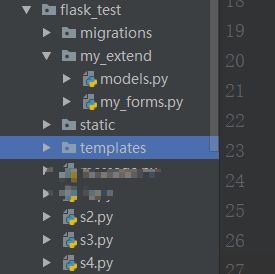 flask_test
migrations
my_extend
models.py
my_forms.py
static
templates
s2.py
s3.py
s4.py
18
19
20
21
22
23
24
25
26
27